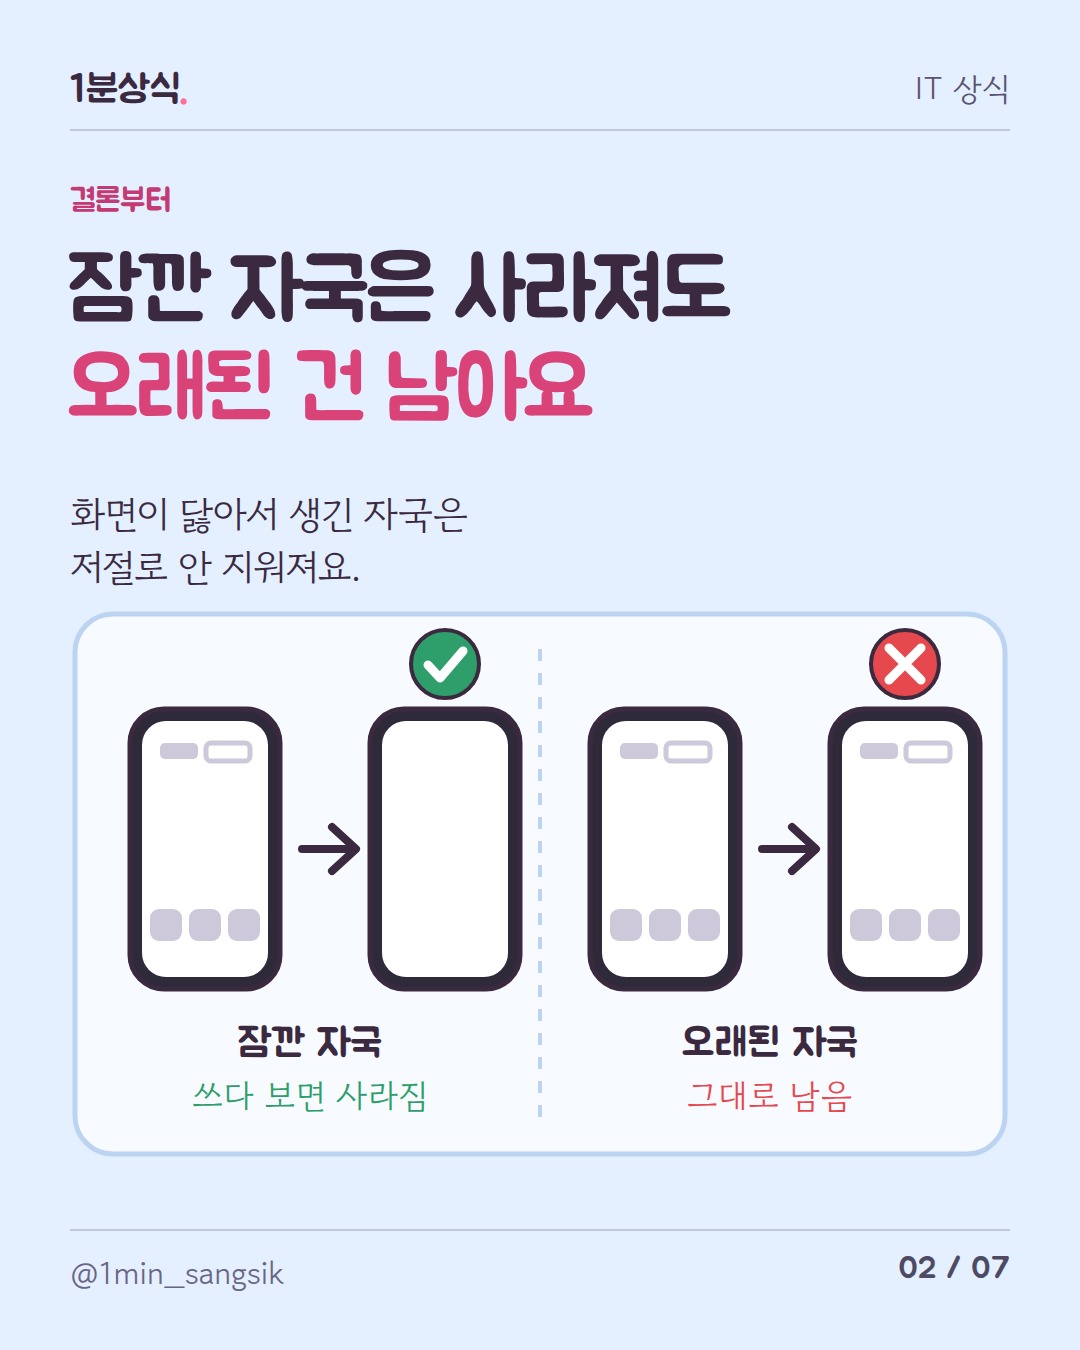 1분상식.
IT 상식
결론부터
잠깐 자국은 사라져도
오래된 건 남아요
화면이 닳아서 생긴 자국은
저절로 안 지워져요.
잠깐 자국
쓰다 보면 사라짐
오래된 자국
그대로 남음
@1min_sangsik
02 / 07